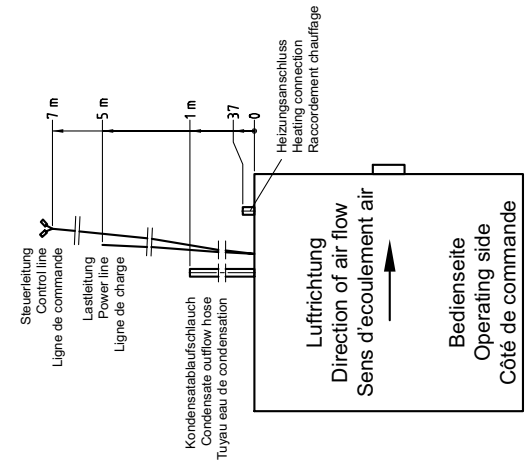 Steuerleitung
Control line
Ligne de commande
Lastleitung
Power line
Ligne de charge
Kondensatablaufschlauch
Condensate outflow hose
Tuyau eau de condensation
7 m
5 m
1 m
37
0
Heizungsanschluss
Heating connection
Raccordement chauffage
Luftrichtung
Direction of air flow
Sens d'ecoulement air
Bedienseite
Operating side
Côté de commande